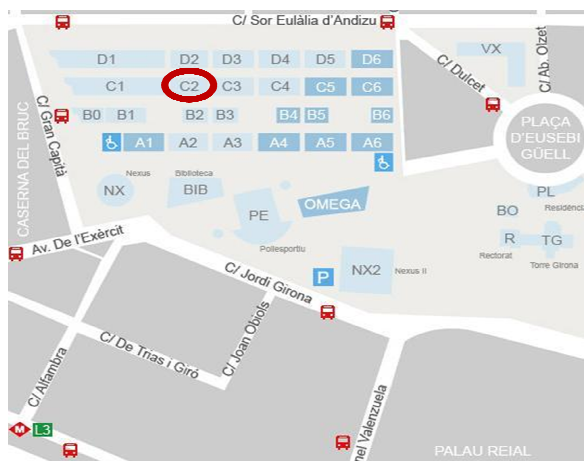 C/ Sor Eulàlia d'Andizu
D1 D2 D3 D4 D5 D6
VX
C/ Dulcet
C/ Ab. Olzet
C1 C2 C3 C4 C5 C6
C/ Gran Capità
CASERNA DEL BRUC
B0 B1 B2 B3 B4 B5 B6
PLAÇA
D'EUSEBI
GÜELL
A1 A2 A3 A4 A5 A6
Nexus
NX
Biblioteca
BIB
OMEGA
PE
Poliesportiu
PL
Residència
BO
R
Rectorat
TG
Torre Girona
Av. De l'Exèrcit
C/ Jordi Girona
P
NX2
Nexus II
C/ Joan Obiols
C/ De Trias i Giró
C/ Alfambra
nel Valenzuela
M L3
PALAU REIAL